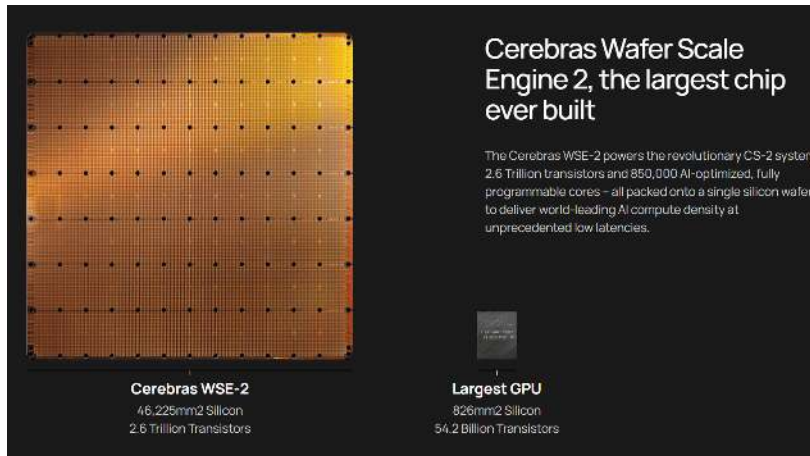 Cerebras Wafer Scale
Engine 2, the largest chip
ever built
The Cerebras WSE-2 powers the revolutionary CS-2 system
2.6 Trillion transistors and 850,000 AI-optimized, fully
programmable cores – all packed onto a single silicon wafer
to deliver world-leading AI compute density at
unprecedented low latencies.
Cerebras WSE-2
46,225mm2 Silicon
2.6 Trillion Transistors
Largest GPU
826mm2 Silicon
54.2 Billion Transistors